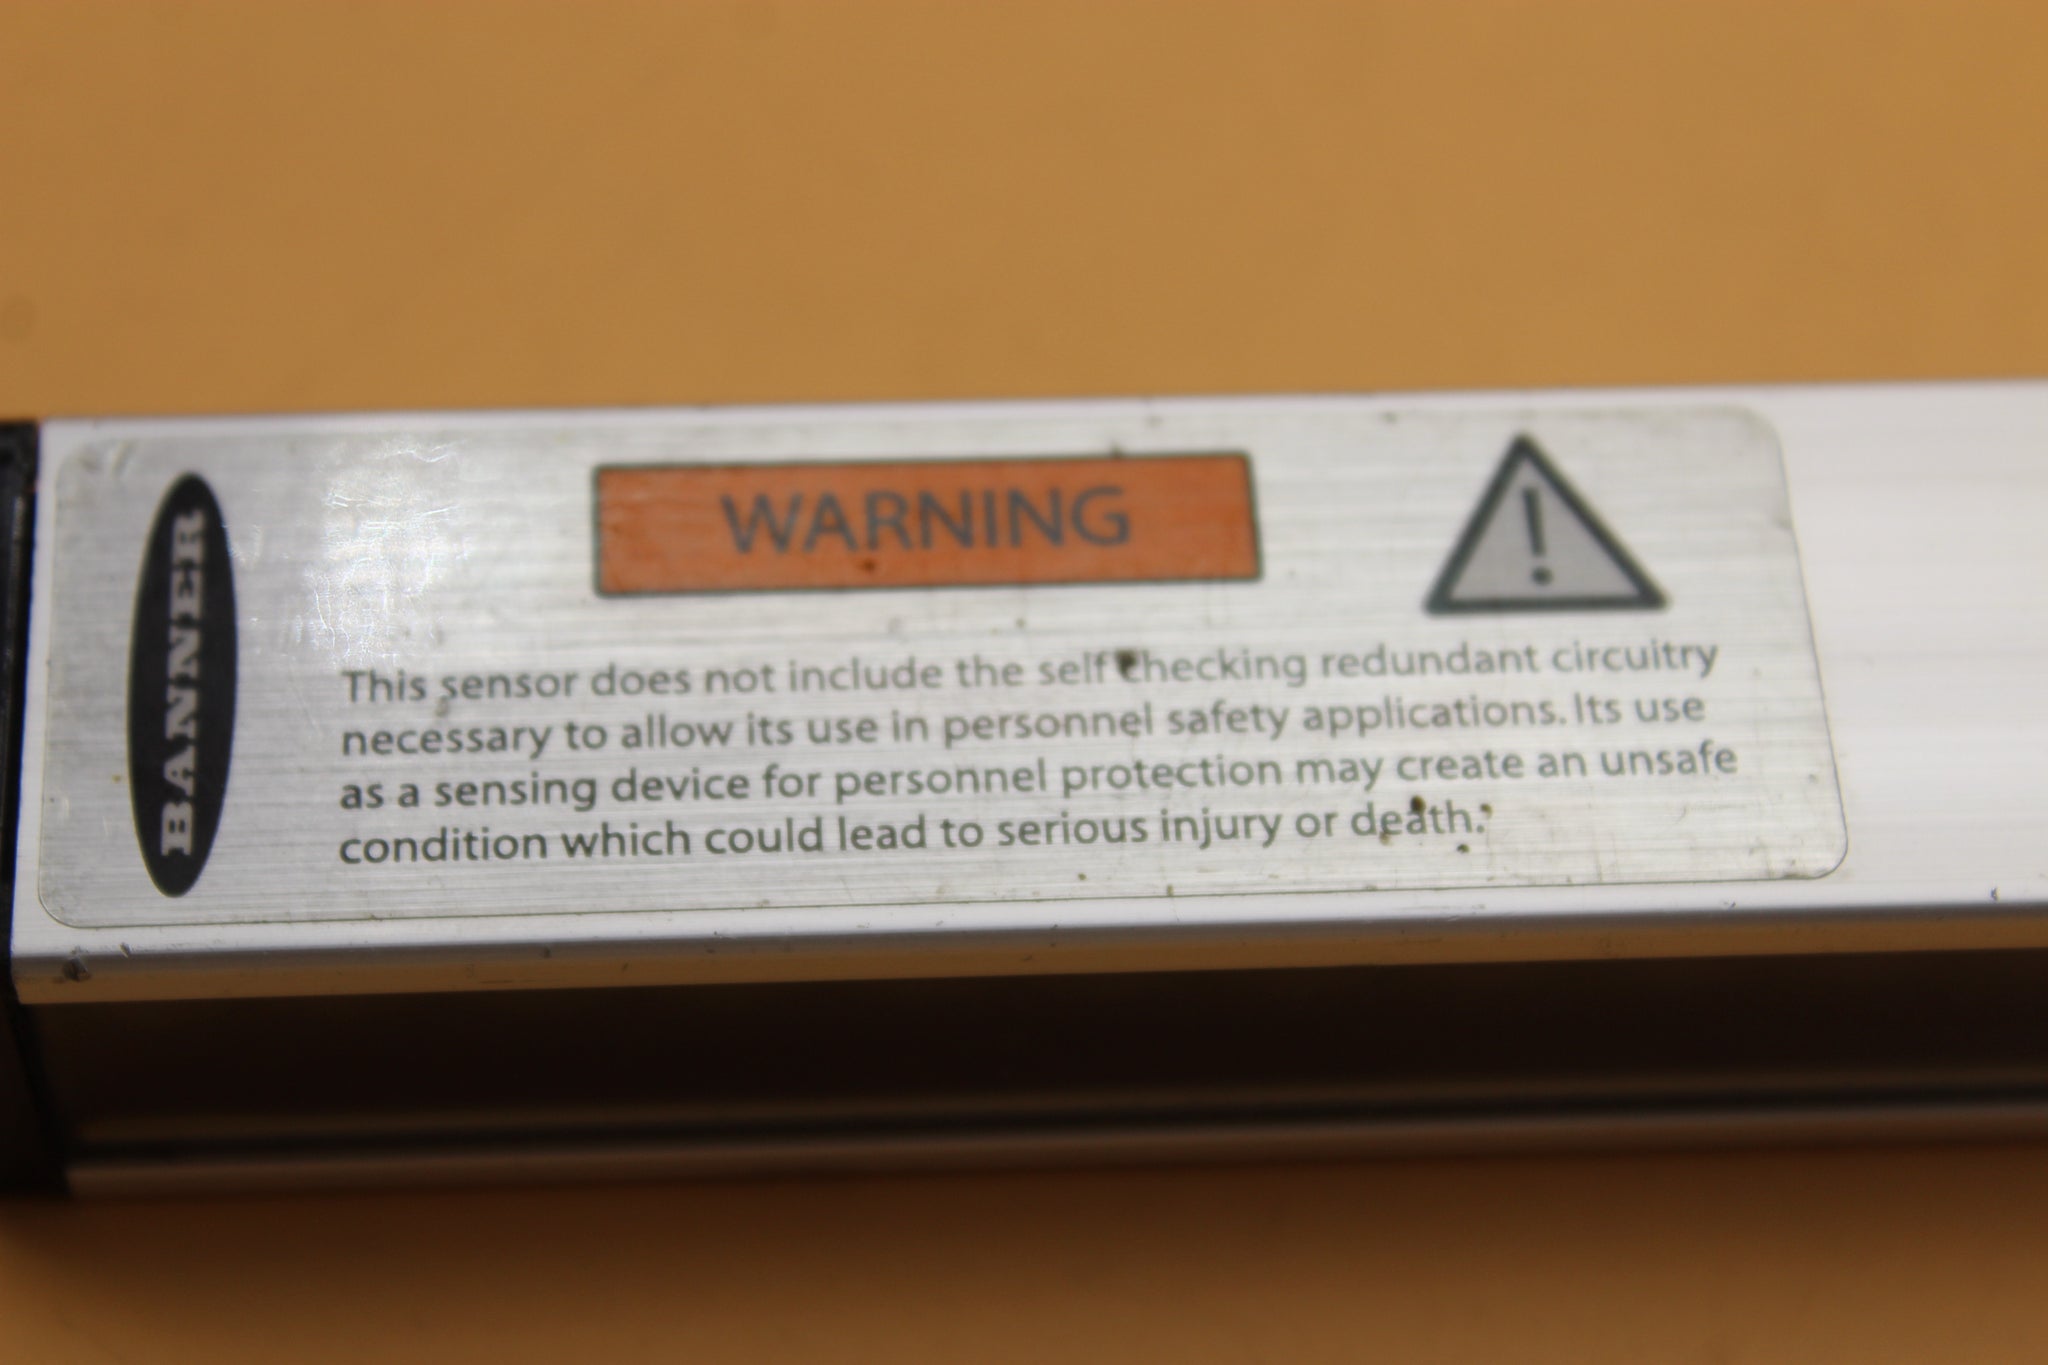 BANNER
WARNING
This sensor does not include the self checking redundant circuitry
necessary to allow its use in personnel safety applications. Its use
as a sensing device for personnel protection may create an unsafe
condition which could lead to serious injury or death.